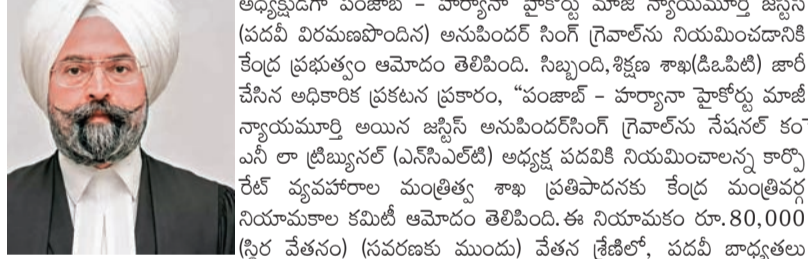 అధ్యక్షుడిగా పంజాబ్ – హర్యానా హైకోర్టు మాజీ న్యాయమూర్తి జస్టిస్
(పదవీ విరమణపొందిన) అనుపిందర్ సింగ్ గ్రెవాల్‌ను నియమించడానికి
కేంద్ర ప్రభుత్వం ఆమోదం తెలిపింది. సిబ్బంది,శిక్షణ శాఖ(డిఒపిటి) జారీ
చేసిన అధికారిక ప్రకటన ప్రకారం, “పంజాబ్ – హర్యానా హైకోర్టు మాజీ
న్యాయమూర్తి అయిన జస్టిస్ అనుపిందర్‌సింగ్ గ్రెవాల్‌ను నేషనల్ కం
ఎనీ లా ట్రిబ్యునల్ (ఎన్‌సిఎల్‌టి) అధ్యక్ష పదవికి నియమించాలన్న కార్పొ
రేట్ వ్యవహారాల మంత్రిత్వ శాఖ ప్రతిపాదనకు కేంద్ర మంత్రివర్గ
నియామకాల కమిటీ ఆమోదం తెలిపింది. ఈ నియామకం రూ.80,000
(స్థిర వేతనం) (సవరణకు ముందు) వేతన శ్రేణిలో, పదవీ బాధ్యతలు